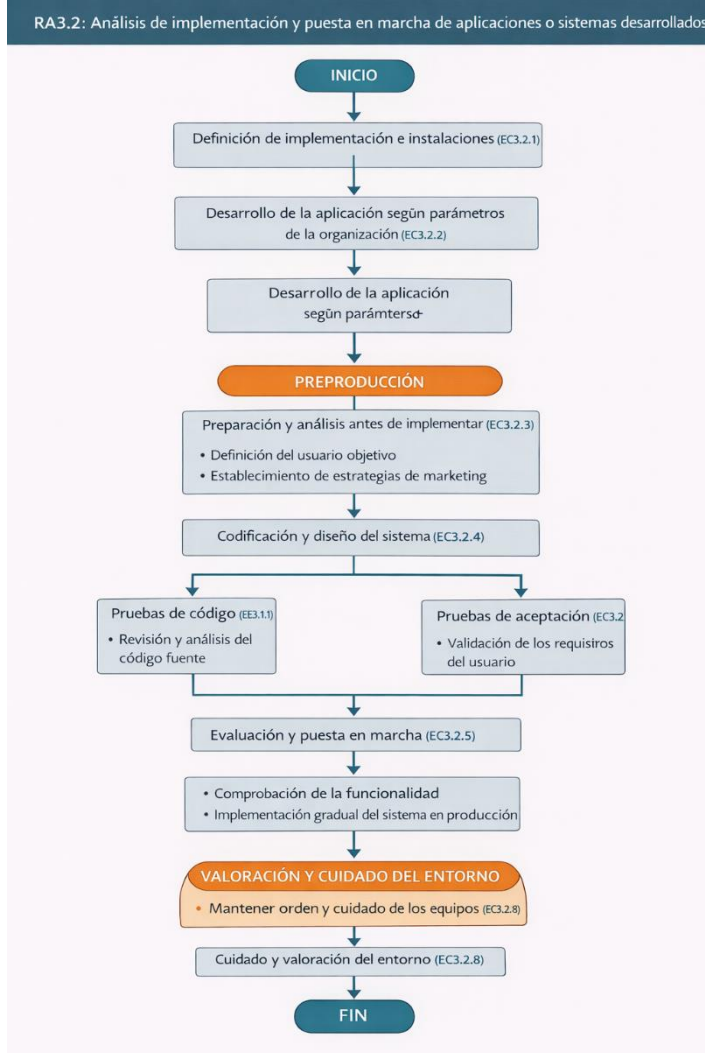 RA3.2: Análisis de implementación y puesta en marcha de aplicaciones o sistemas desarrollados
INICIO
Definición de implementación e instalaciones (EC3.2.1)
Desarrollo de la aplicación segūn parámetros
de la organización (EC3.2.2)
Desarrollo de la aplicación
segūn
PREPRODUCCIÓN
Preparación y análisis antes de implementar (EC3.2.3)
• Definición del usuario objetivo
• Establecimiento de estrategias de marketing
Codificación y diseño del sistema (EC3.2.4)
Pruebas de código (EE3.1.1)
• Revisión y análisis del
código fuente
Pruebas de aceptación (EC3.2
• Validación de los requisiros
del usuario
Evaluación y puesta en marcha (EC3.2.5)
• Comprobación de la funcionalidad
• Implementación gradual del sistema en producción
VALORACIÓN Y CUIDADO DEL ENTORNO
• Mantener orden y cuidado de los equipos (EC3.2.8)
Cuidado y valoración del entorno (EC3.2.8)
FIN